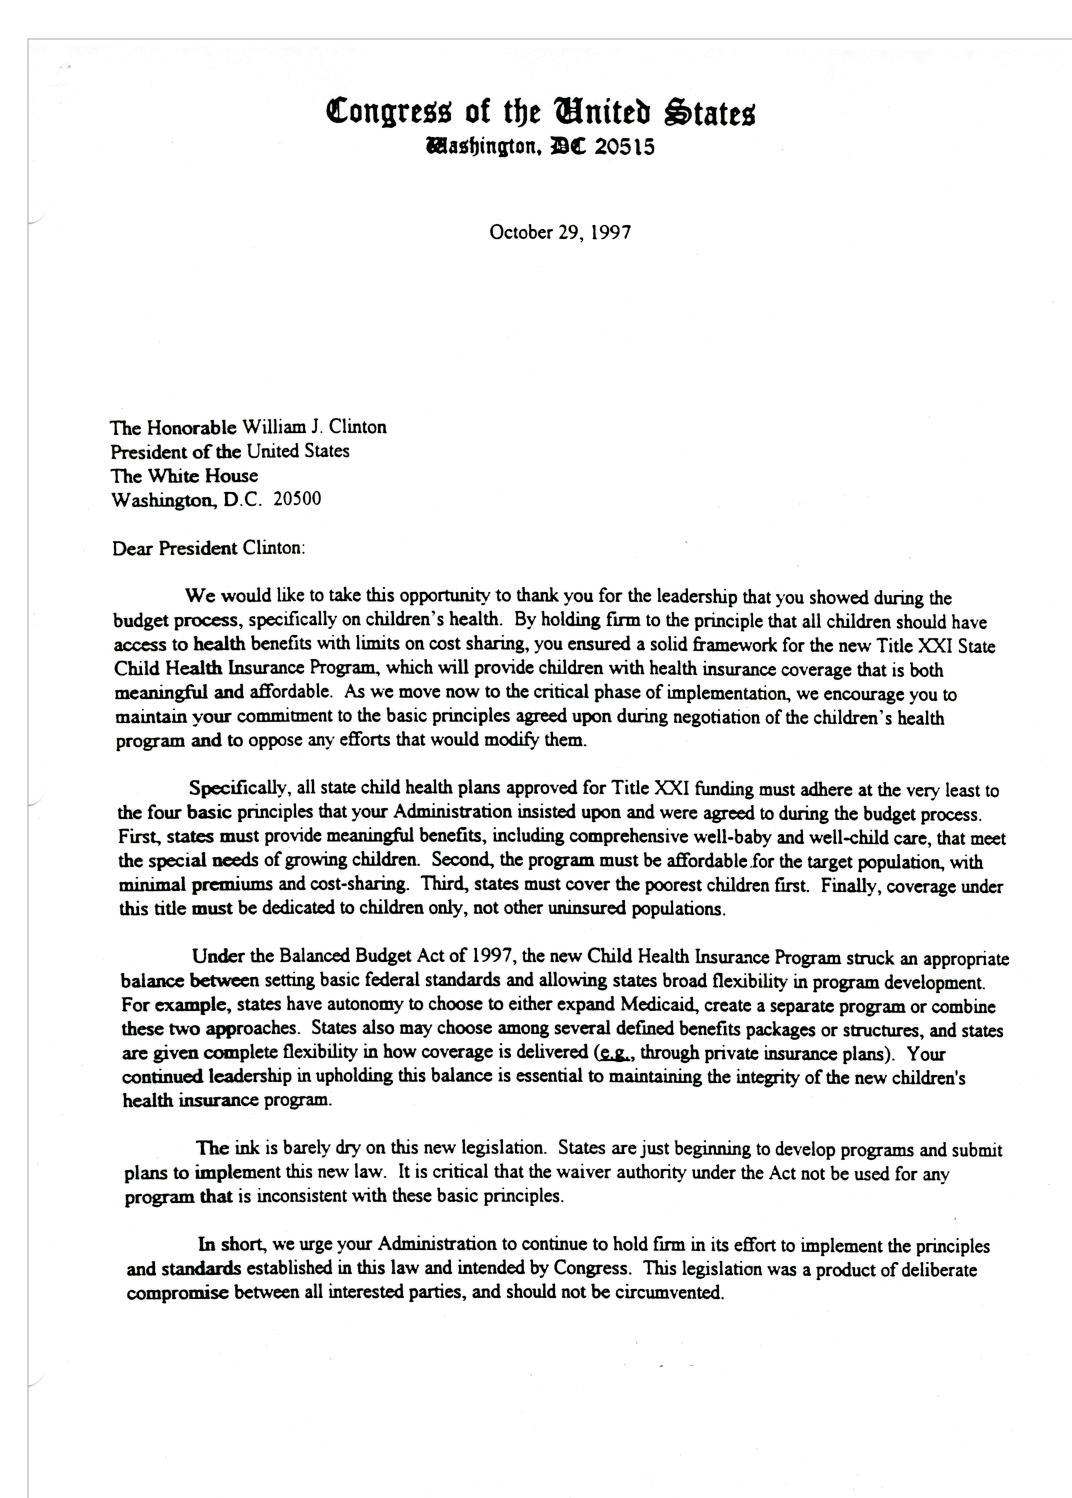 Congress of the United States
Washington, DC 20515
October 29, 1997
The Honorable William J. Clinton
President of the United States
The White House
Washington, D.C. 20500
Dear President Clinton:
We would like to take this opportunity to thank you for the leadership that you showed during the
budget process, specifically on children's health. By holding firm to the principle that all children should have
access to health benefits with limits on cost sharing, you ensured a solid framework for the new Title XXI State
Child Health Insurance Program, which will provide children with health insurance coverage that is both
meaningful and affordable. As we move now to the critical phase of implementation, we encourage you to
maintain your commitment to the basic principles agreed upon during negotiation of the children's health
program and to oppose any efforts that would modify them.
Specifically, all state child health plans approved for Title XXI funding must adhere at the very least to
the four basic principles that your Administration insisted upon and were agreed to during the budget process.
First, states must provide meaningful benefits, including comprehensive well-baby and well-child care, that meet
the special needs of growing children. Second, the program must be affordable for the target population, with
minimal premiums and cost-sharing. Third, states must cover the poorest children first. Finally, coverage under
this title must be dedicated to children only, not other uninsured populations.
Under the Balanced Budget Act of 1997, the new Child Health Insurance Program struck an appropriate
balance between setting basic federal standards and allowing states broad flexibility in program development.
For example, states have autonomy to choose to either expand Medicaid, create a separate program or combine
these two approaches. States also may choose among several defined benefits packages or structures, and states
are given complete flexibility in how coverage is delivered (e.g., through private insurance plans). Your
continued leadership in upholding this balance is essential to maintaining the integrity of the new children's
health insurance program.
The ink is barely dry on this new legislation. States are just beginning to develop programs and submit
plans to implement this new law. It is critical that the waiver authority under the Act not be used for any
program that is inconsistent with these basic principles.
In short, we urge your Administration to continue to hold firm in its effort to implement the principles
and standards established in this law and intended by Congress. This legislation was a product of deliberate
compromise between all interested parties, and should not be circumvented.